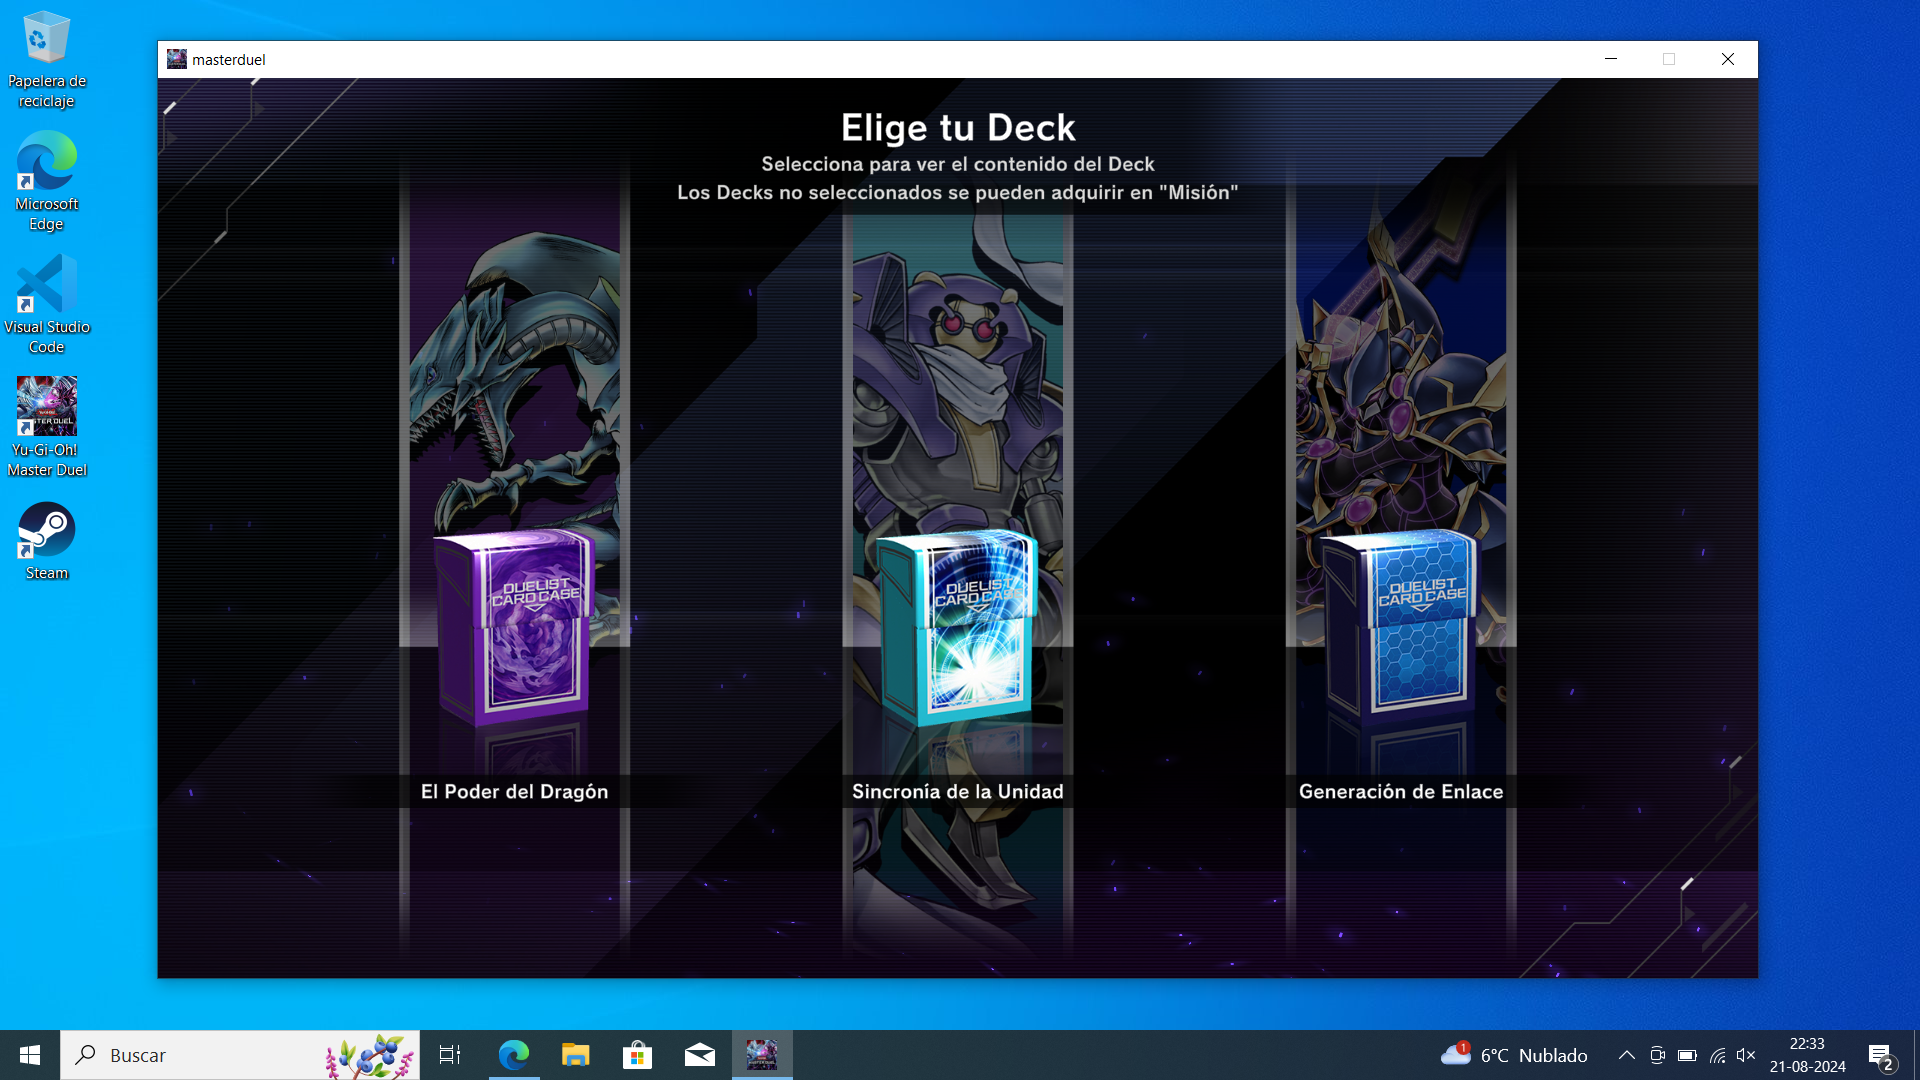 Papelera de
reciclaje
Microsoft
Edge
Visual Studio
Code
MASTER DUEL
Yu-Gi-Oh!
Master Duel
Steam
masterduel
Elige tu Deck
Selecciona para ver el contenido del Deck
Los Decks no seleccionados se pueden adquirir en "Misión"
DUELIST
CARD CASE
DUELIST
CARD CASE
DUELIST
CARD CASE
El Poder del Dragón
Sincronía de la Unidad
Generación de Enlace
Buscar
1
6°C Nublado
22:33
21-08-2024
2